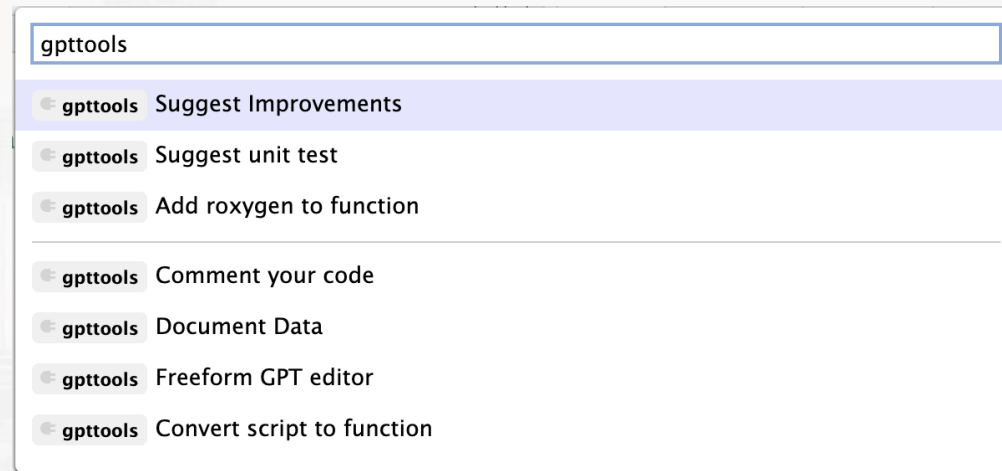 gpttools
gpttools Suggest Improvements
gpttools Suggest unit test
gpttools Add roxygen to function
gpttools Comment your code
gpttools Document Data
gpttools Freeform GPT editor
gpttools Convert script to function